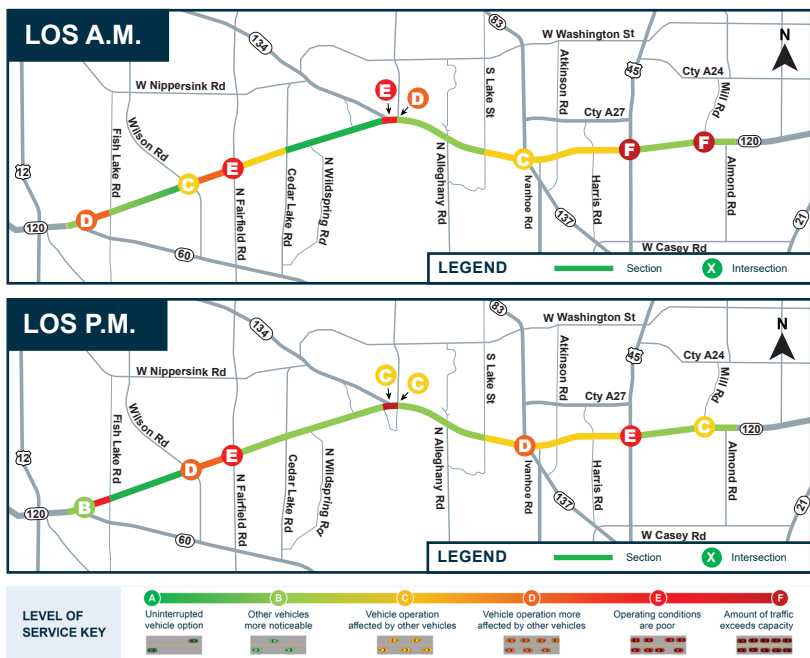 LOS A.M.
134
83
W Washington St
N
45
Atkinson Rd
Cty A24
W Nippersink Rd
S Lake St
Mill Rd
E
D
Cty A27
Fish Lake Rd
Wilson Rd
F
F
120
12
C
E
C
N Fairfield Rd
Cedar Lake Rd
N Wildspring Rd
N Alleghany Rd
Ivanhoe Rd
Harris Rd
Almond Rd
D
120
137
21
60
W Casey Rd
LEGEND
Section
X
Intersection
LOS P.M.
134
83
W Washington St
N
45
Atkinson Rd
Cty A24
W Nippersink Rd
S Lake St
Mill Rd
C
C
Cty A27
Fish Lake Rd
Wilson Rd
C
120
12
D
E
D
E
N Fairfield Rd
Cedar Lake Rd
N Wildspring Rd
N Alleghany Rd
Ivanhoe Rd
Harris Rd
Almond Rd
B
120
137
21
60
W Casey Rd
LEGEND
Section
X
Intersection
LEVEL OF
SERVICE KEY
A
Uninterrupted
vehicle option
B
Other vehicles
more noticeable
C
Vehicle operation
affected by other vehicles
D
Vehicle operation more
affected by other vehicles
E
Operating conditions
are poor
F
Amount of traffic
exceeds capacity